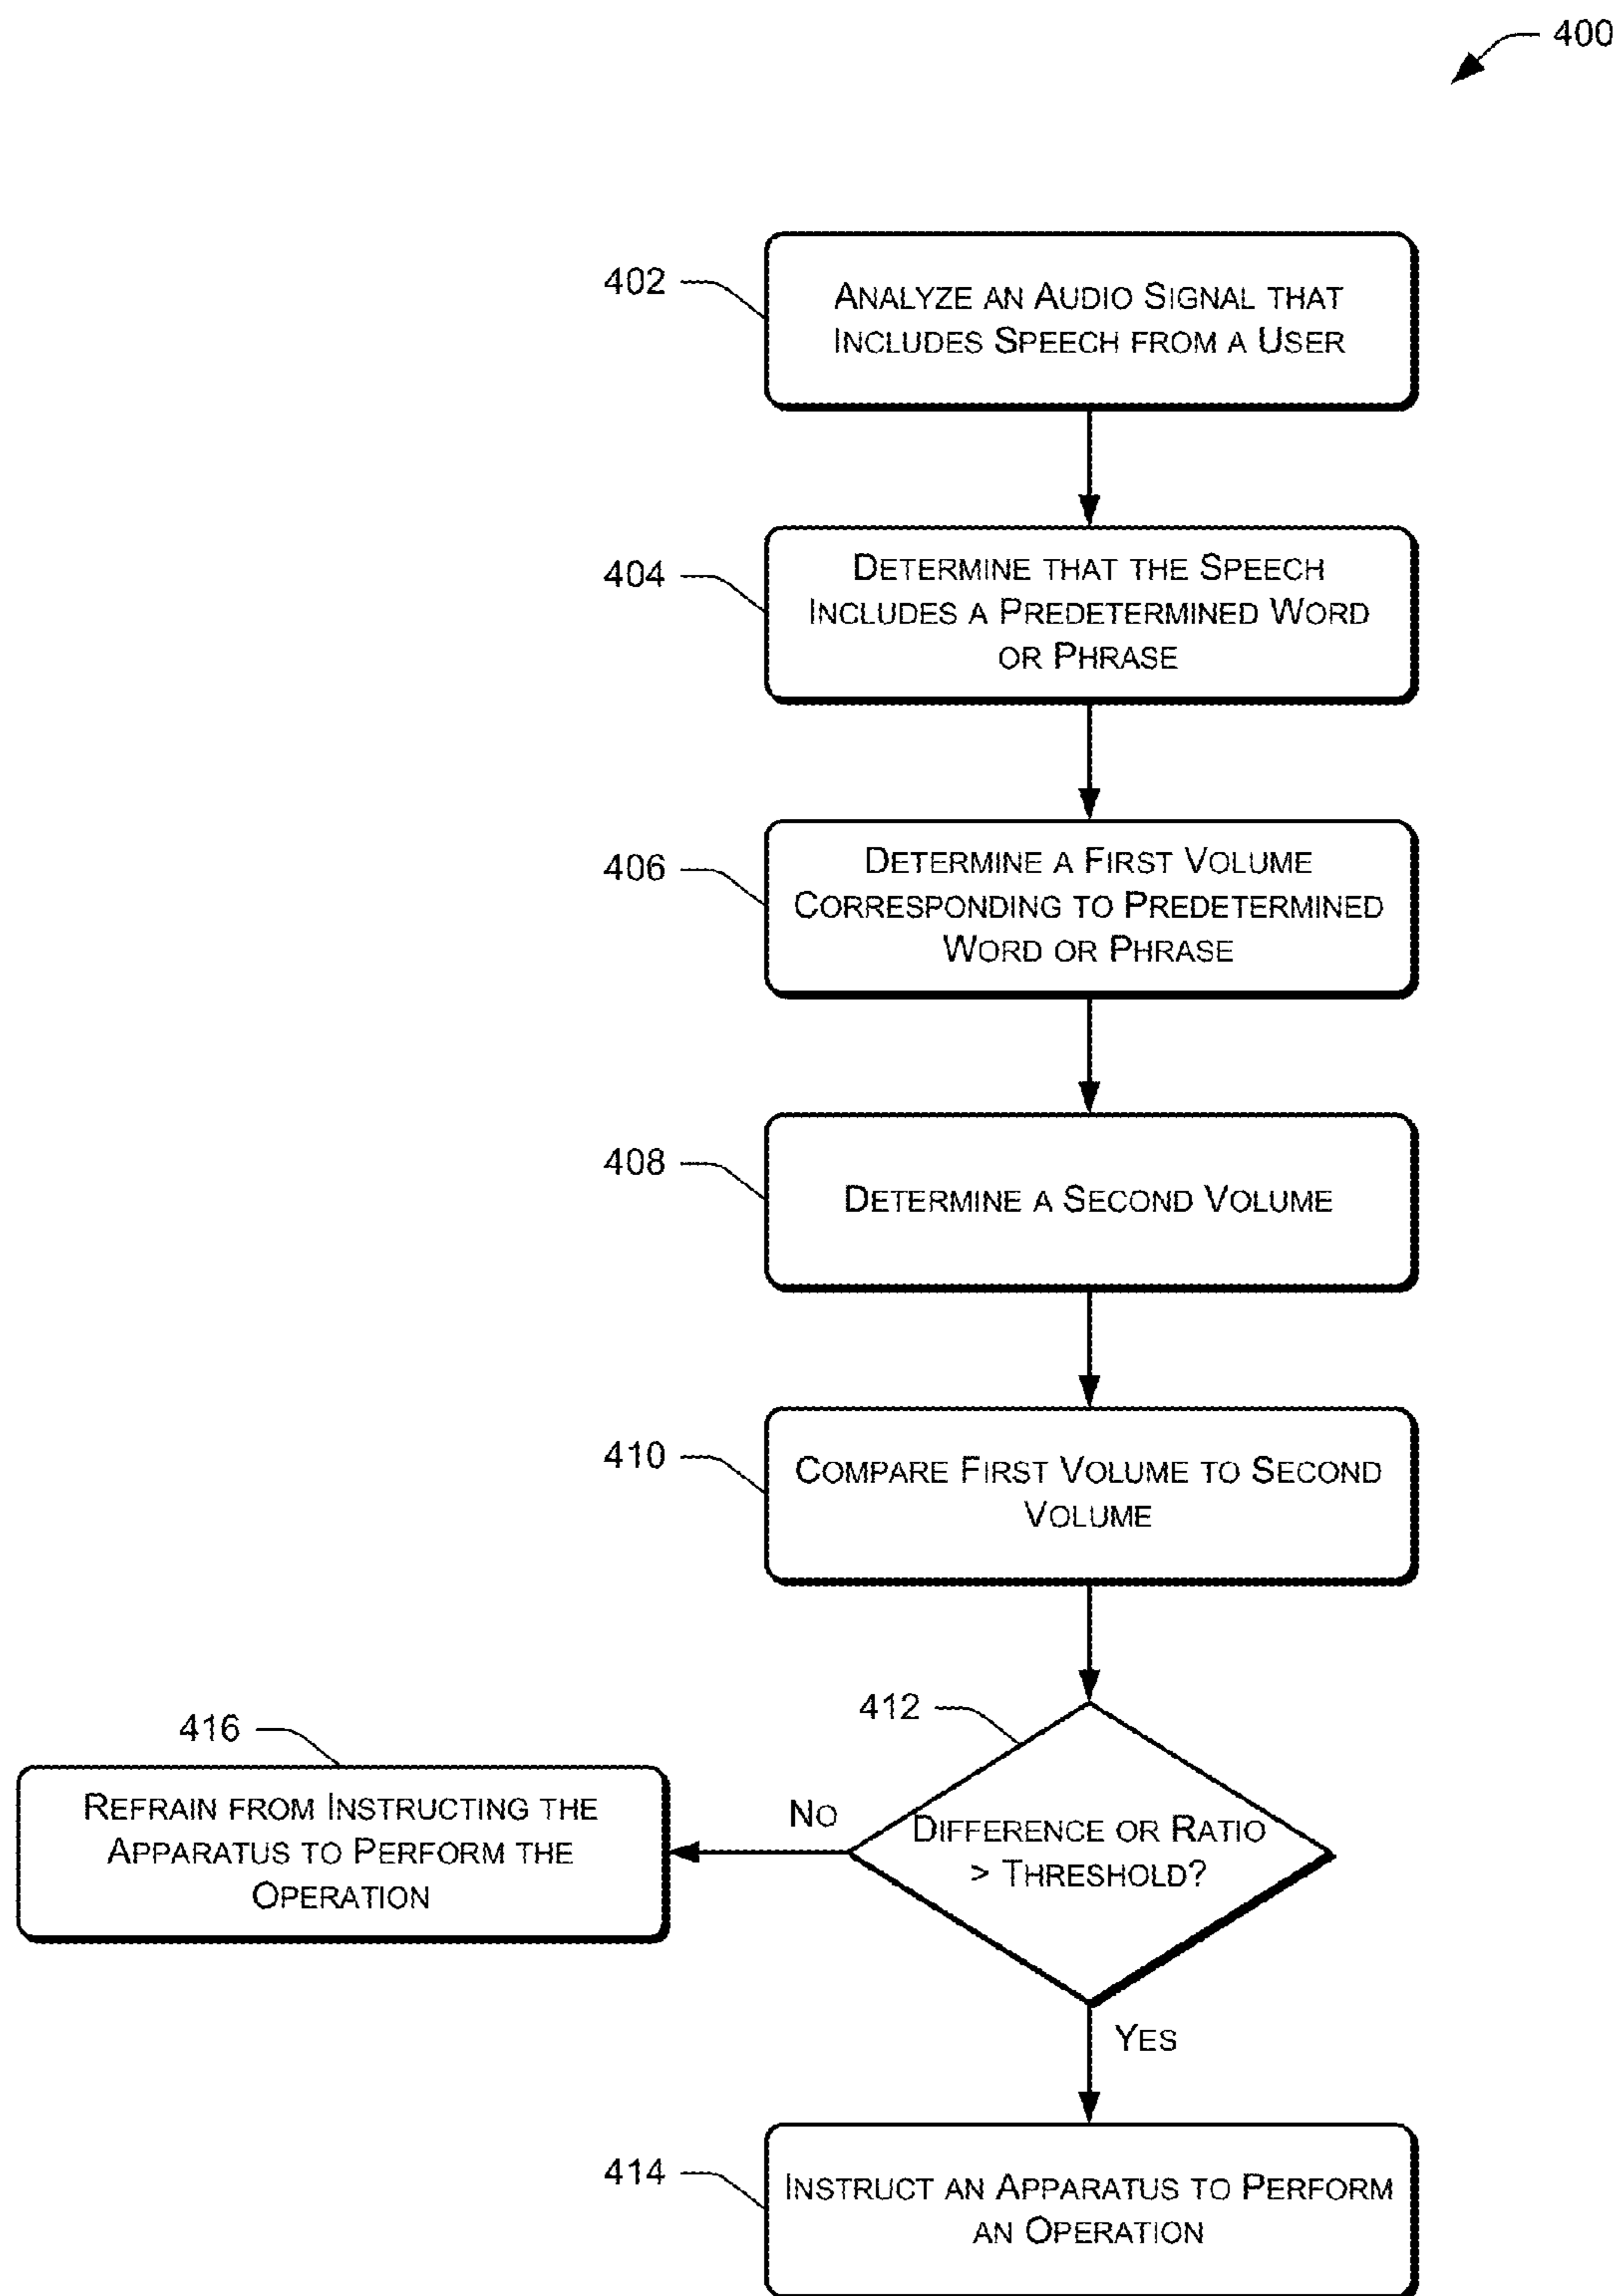 400
402
ANALYZE AN AUDIO SIGNAL THAT
INCLUDES SPEECH FROM A USER
404
DETERMINE THAT THE SPEECH
INCLUDES A PREDETERMINED WORD
OR PHRASE
406
DETERMINE A FIRST VOLUME
CORRESPONDING TO PREDETERMINED
WORD OR PHRASE
408
DETERMINE A SECOND VOLUME
410
COMPARE FIRST VOLUME TO SECOND
VOLUME
412
DIFFERENCE OR RATIO
> THRESHOLD?
NO
416
REFRAIN FROM INSTRUCTING THE
APPARATUS TO PERFORM THE
OPERATION
YES
414
INSTRUCT AN APPARATUS TO PERFORM
AN OPERATION